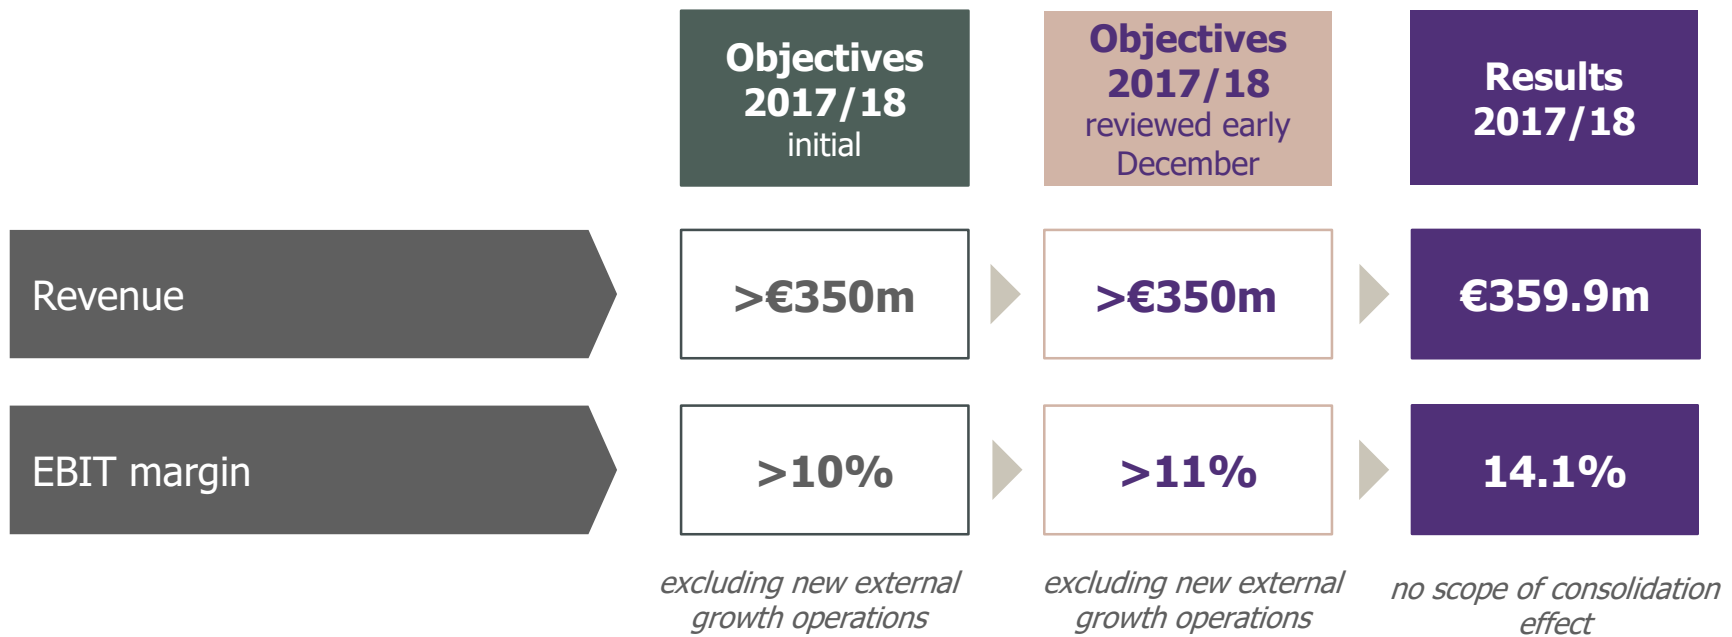 Objectives
2017/18
initial
Objectives
2017/18
reviewed early
December
Results
2017/18
Revenue
>€350m
>€350m
€359.9m
EBIT margin
>10%
>11%
14.1%
excluding new external
growth operations
excluding new external
growth operations
no scope of consolidation
effect